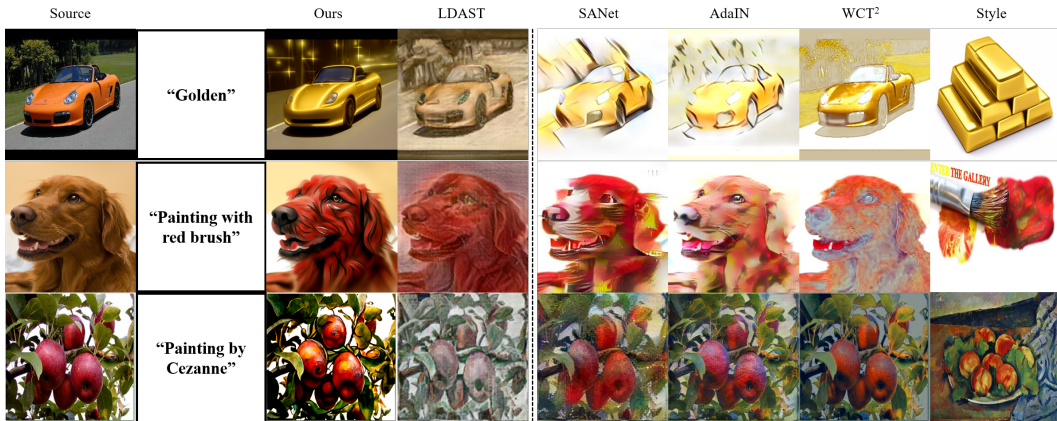 Source Ours LDAST SANet AdaIN WCT² Style
“Golden”
“Painting with
red brush”
THE GALLERY
“Painting by
Cezanne”